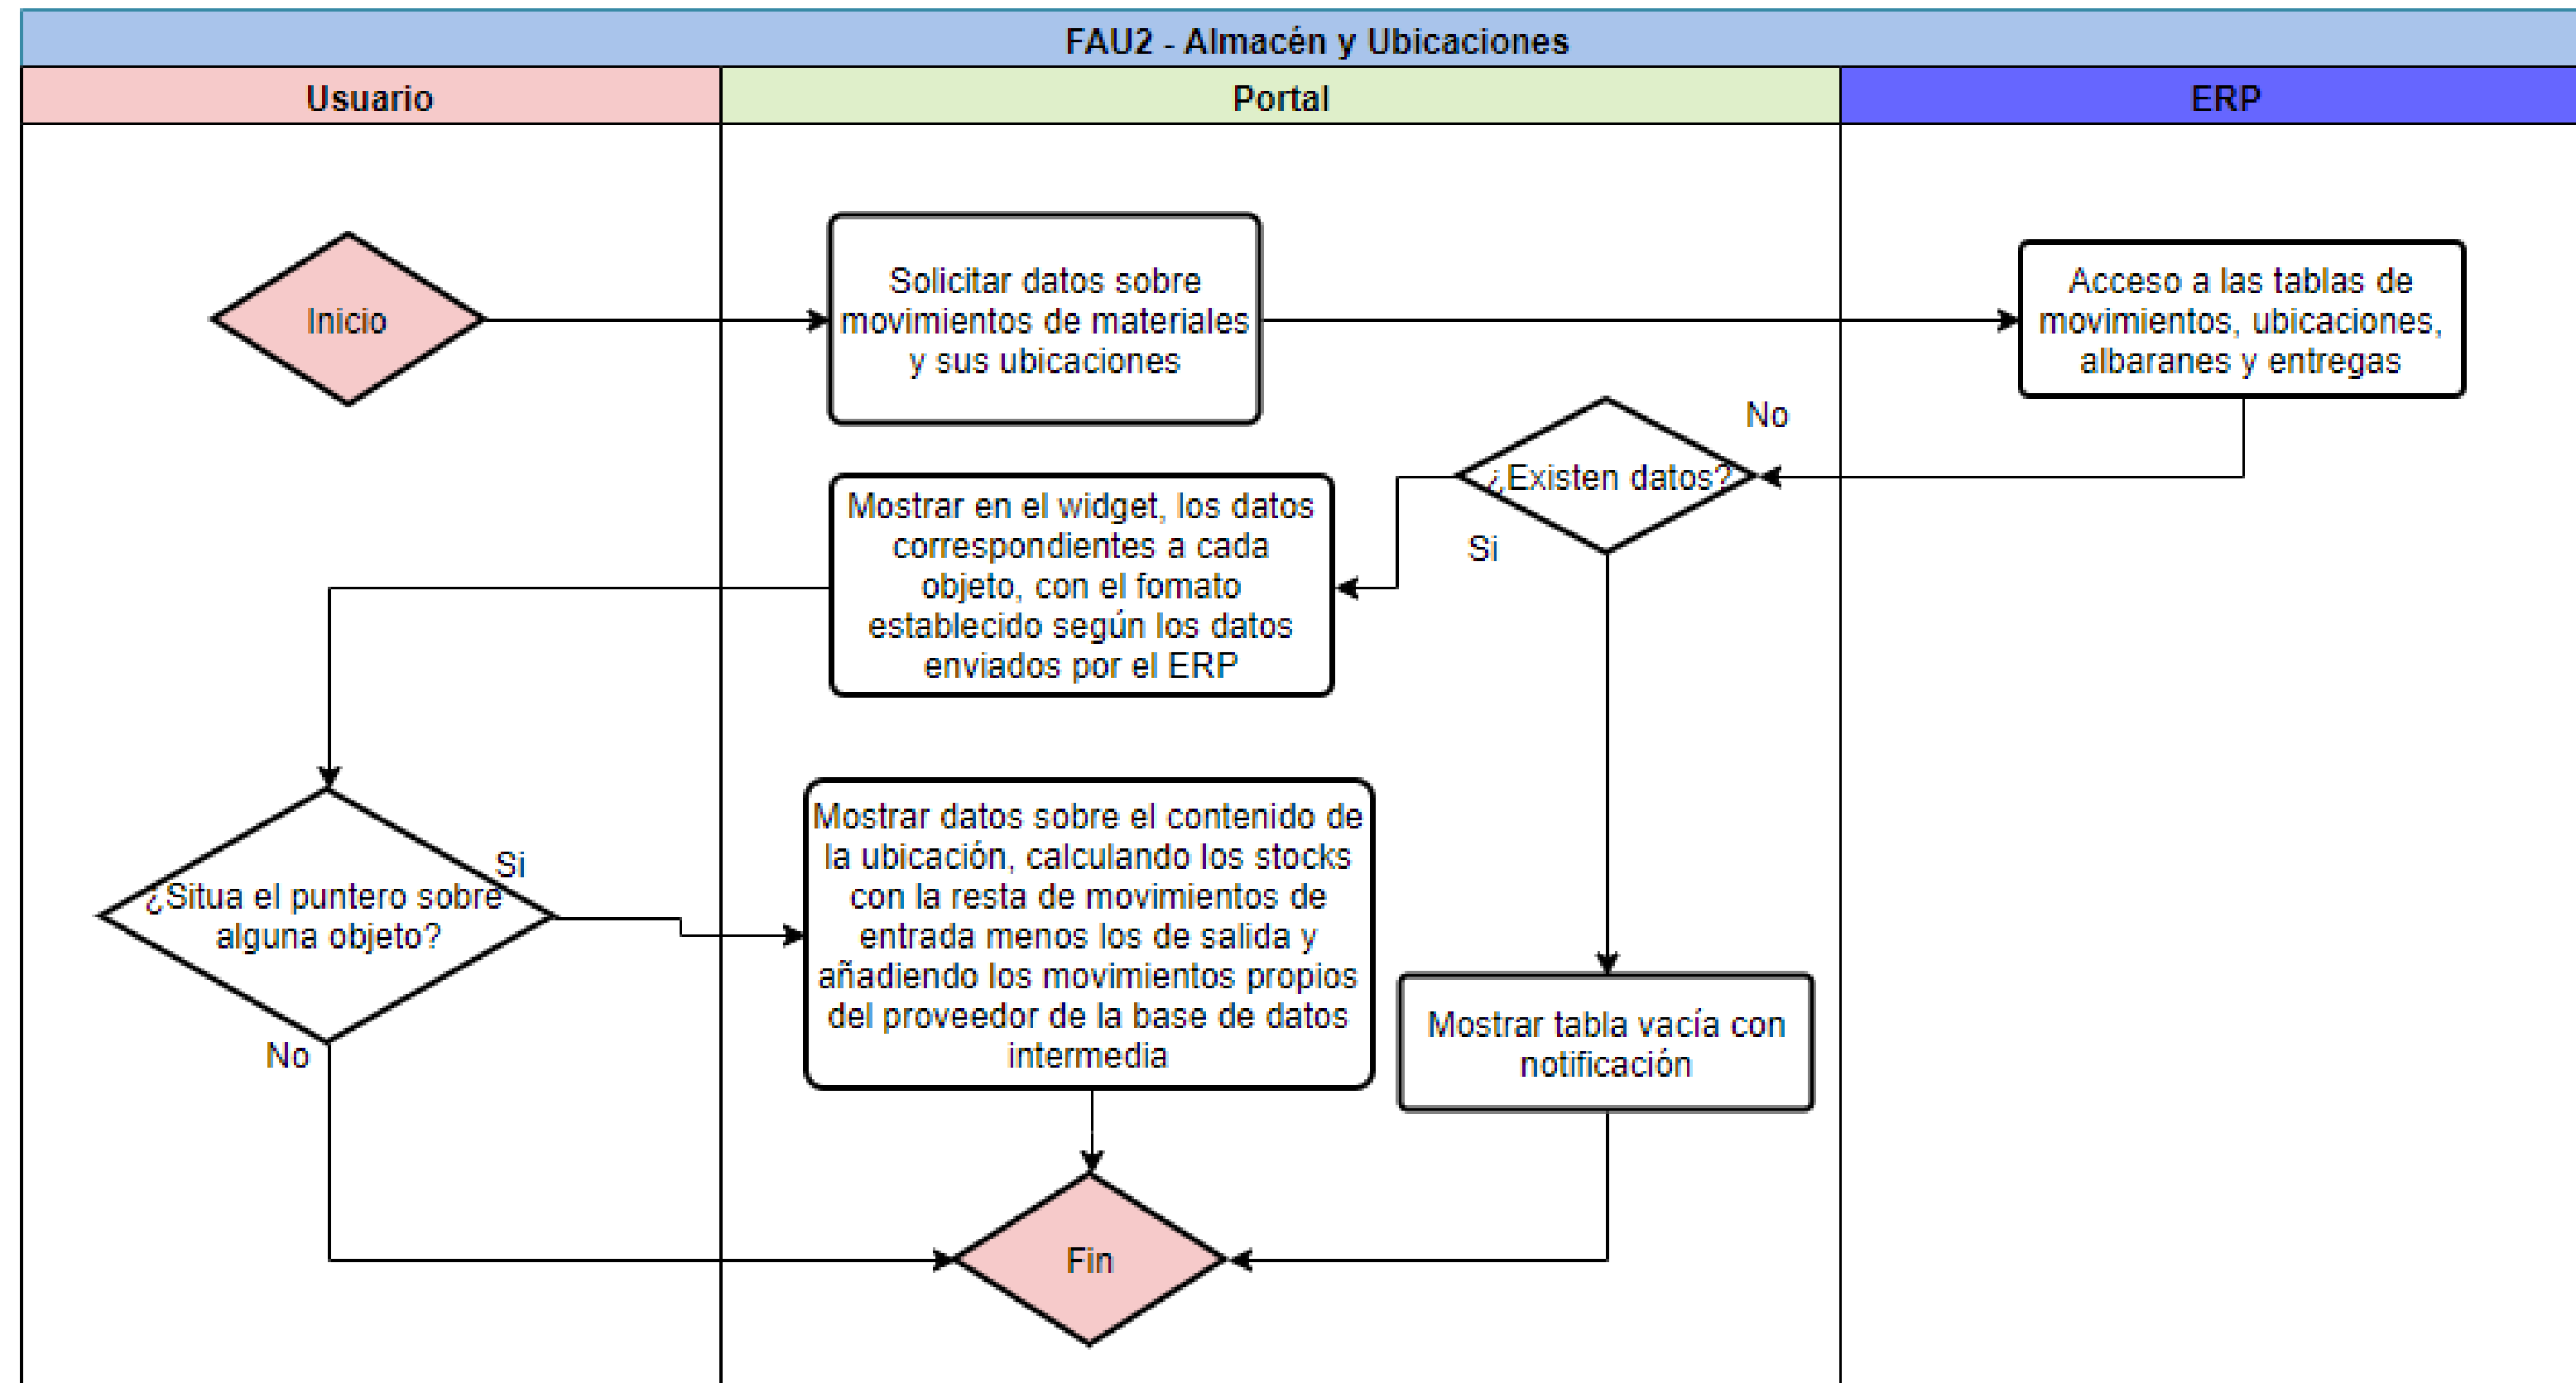 FAU2 - Almacén y Ubicaciones
Usuario
Portal
ERP
Inicio
Solicitar datos sobre
movimientos de materiales
y sus ubicaciones
Acceso a las tablas de
movimientos, ubicaciones,
albaranes y entregas
No
¿Existen datos?
Si
Mostrar en el widget, los datos
correspondientes a cada
objeto, con el fomato
establecido según los datos
enviados por el ERP
Si
¿Situa el puntero sobre
alguna objeto?
No
Mostrar datos sobre el contenido de
la ubicación, calculando los stocks
con la resta de movimientos de
entrada menos los de salida y
añadiendo los movimientos propios
del proveedor de la base de datos
intermedia
Mostrar tabla vacía con
notificación
Fin